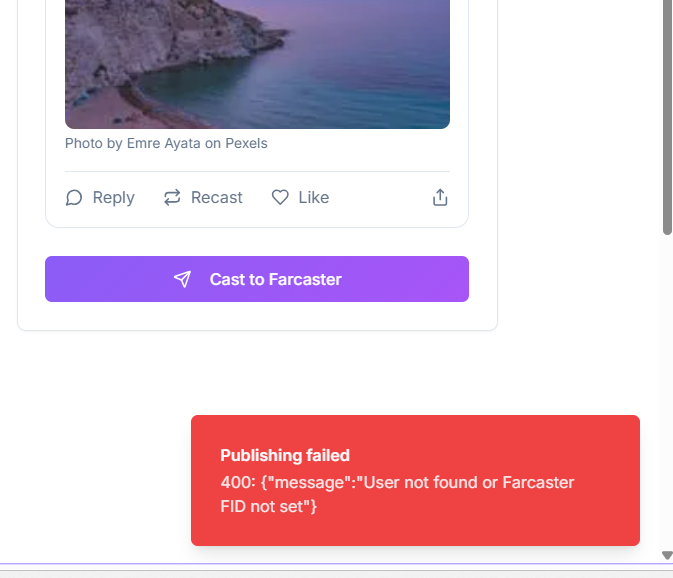 Photo by Emre Ayata on Pexels
Reply Recast Like
Cast to Farcaster
Publishing failed
400: {"message":"User not found or Farcaster
FID not set"}